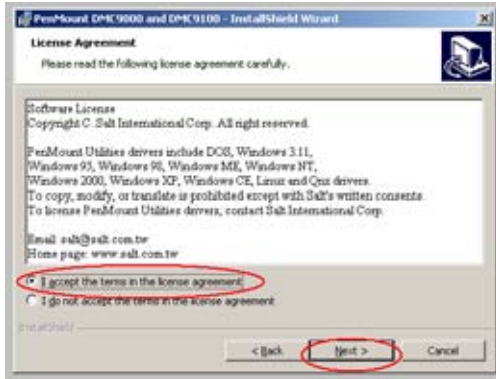 PenMount DMC9000 and DMC9100 - InstallShield Wizard
License Agreement
Please read the following license agreement carefully.
Software License
Copyright C. Salt International Corp. All right reserved.
PenMount Utilities drivers include DOS, Windows 3.11,
Windows 95, Windows 98, Windows ME, Windows NT,
Windows 2000, Windows XP, Windows CE, Linux and Qnx drivers.
To copy, modify, or translate is prohibited except with Salt's written consents.
To license PenMount Utilities drivers, contact Salt International Corp.
Email: salt@salt.com.tw
Home page: www.salt.com.tw
I accept the terms in the license agreement
I do not accept the terms in the license agreement
InstallShield
< Back
Next >
Cancel